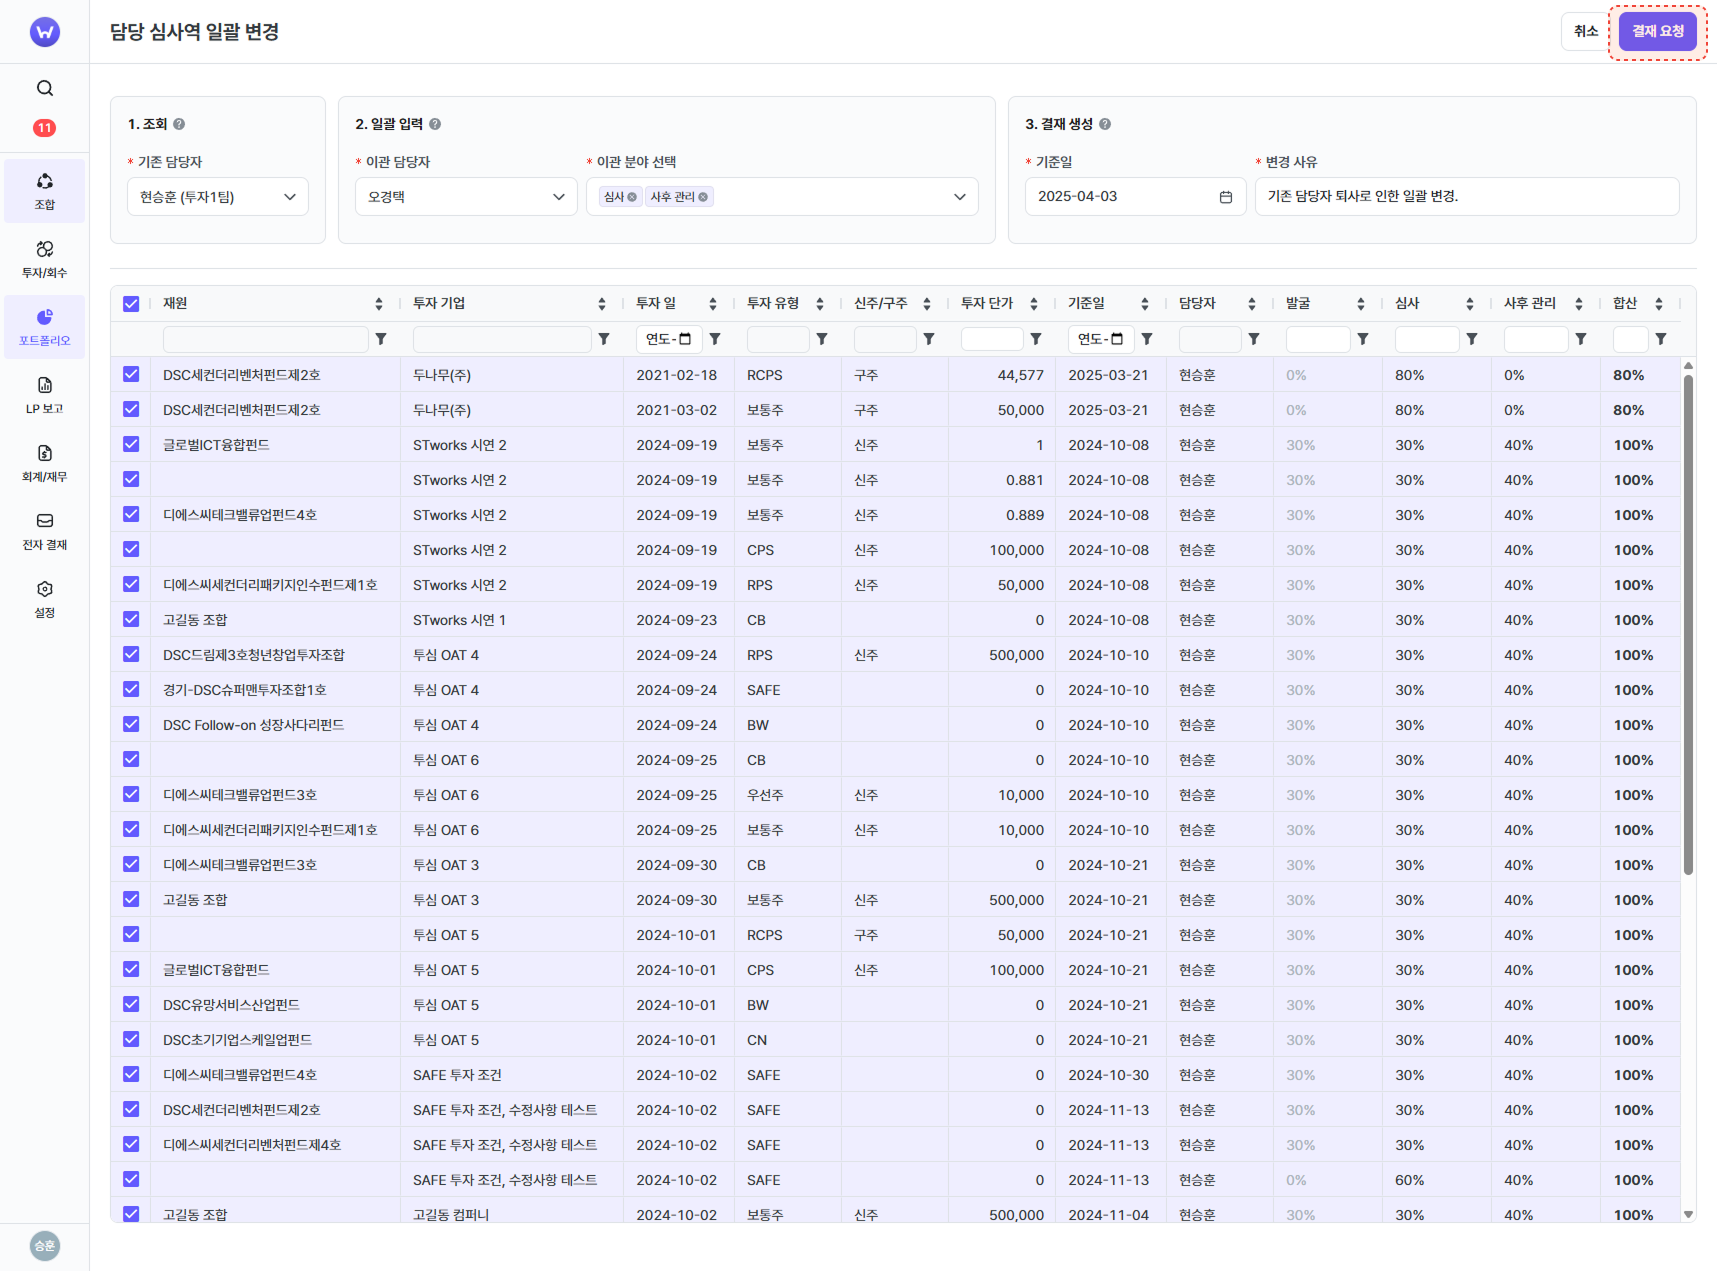 담당 심사역 일괄 변경
취소
결재 요청
11
조합
투자/회수
포트폴리오
LP 보고
회계/재무
전자 결재
설정
승훈
1. 조회
* 기존 담당자
현승훈 (투자1팀)
2. 일괄 입력
* 이관 담당자
오경택
* 이관 분야 선택
심사 사후 관리
3. 결재 생성
* 기준일
2025-04-03
* 변경 사유
기존 담당자 퇴사로 인한 일괄 변경.
재원 투자 기업 투자 일 투자 유형 신주/구주 투자 단가 기준일 담당자 발굴 심사 사후 관리 합산
연도- 연도-
DSC세컨더리벤처펀드제2호 두나무(주) 2021-02-18 RCPS 구주 44,577 2025-03-21 현승훈 0% 80% 0% 80%
DSC세컨더리벤처펀드제2호 두나무(주) 2021-03-02 보통주 구주 50,000 2025-03-21 현승훈 0% 80% 0% 80%
글로벌ICT융합펀드 STworks 시연 2 2024-09-19 보통주 신주 1 2024-10-08 현승훈 30% 30% 40% 100%
STworks 시연 2 2024-09-19 보통주 신주 0.881 2024-10-08 현승훈 30% 30% 40% 100%
디에스씨테크밸류업펀드4호 STworks 시연 2 2024-09-19 보통주 신주 0.889 2024-10-08 현승훈 30% 30% 40% 100%
STworks 시연 2 2024-09-19 CPS 신주 100,000 2024-10-08 현승훈 30% 30% 40% 100%
디에스씨세컨더리패키지인수펀드제1호 STworks 시연 2 2024-09-19 RPS 신주 50,000 2024-10-08 현승훈 30% 30% 40% 100%
고길동 조합 STworks 시연 1 2024-09-23 CB 0 2024-10-08 현승훈 30% 30% 40% 100%
DSC드림제3호청년창업투자조합 투심 OAT 4 2024-09-24 RPS 신주 500,000 2024-10-10 현승훈 30% 30% 40% 100%
경기-DSC슈퍼맨투자조합1호 투심 OAT 4 2024-09-24 SAFE 0 2024-10-10 현승훈 30% 30% 40% 100%
DSC Follow-on 성장사다리펀드 투심 OAT 4 2024-09-24 BW 0 2024-10-10 현승훈 30% 30% 40% 100%
투심 OAT 6 2024-09-25 CB 0 2024-10-10 현승훈 30% 30% 40% 100%
디에스씨테크밸류업펀드3호 투심 OAT 6 2024-09-25 우선주 신주 10,000 2024-10-10 현승훈 30% 30% 40% 100%
디에스씨세컨더리패키지인수펀드제1호 투심 OAT 6 2024-09-25 보통주 신주 10,000 2024-10-10 현승훈 30% 30% 40% 100%
디에스씨테크밸류업펀드3호 투심 OAT 3 2024-09-30 CB 0 2024-10-21 현승훈 30% 30% 40% 100%
고길동 조합 투심 OAT 3 2024-09-30 보통주 신주 500,000 2024-10-21 현승훈 30% 30% 40% 100%
투심 OAT 5 2024-10-01 RCPS 구주 50,000 2024-10-21 현승훈 30% 30% 40% 100%
글로벌ICT융합펀드 투심 OAT 5 2024-10-01 CPS 신주 100,000 2024-10-21 현승훈 30% 30% 40% 100%
DSC유망서비스산업펀드 투심 OAT 5 2024-10-01 BW 0 2024-10-21 현승훈 30% 30% 40% 100%
DSC초기기업스케일업펀드 투심 OAT 5 2024-10-01 CN 0 2024-10-21 현승훈 30% 30% 40% 100%
디에스씨테크밸류업펀드4호 SAFE 투자 조건 2024-10-02 SAFE 0 2024-10-30 현승훈 30% 30% 40% 100%
DSC세컨더리벤처펀드제2호 SAFE 투자 조건, 수정사항 테스트 2024-10-02 SAFE 0 2024-11-13 현승훈 30% 30% 40% 100%
디에스씨세컨더리벤처펀드제4호 SAFE 투자 조건, 수정사항 테스트 2024-10-02 SAFE 0 2024-11-13 현승훈 30% 30% 40% 100%
SAFE 투자 조건, 수정사항 테스트 2024-10-02 SAFE 0 2024-11-13 현승훈 0% 60% 40% 100%
고길동 조합 고길동 컴퍼니 2024-10-02 보통주 신주 500,000 2024-11-04 현승훈 30% 30% 40% 100%